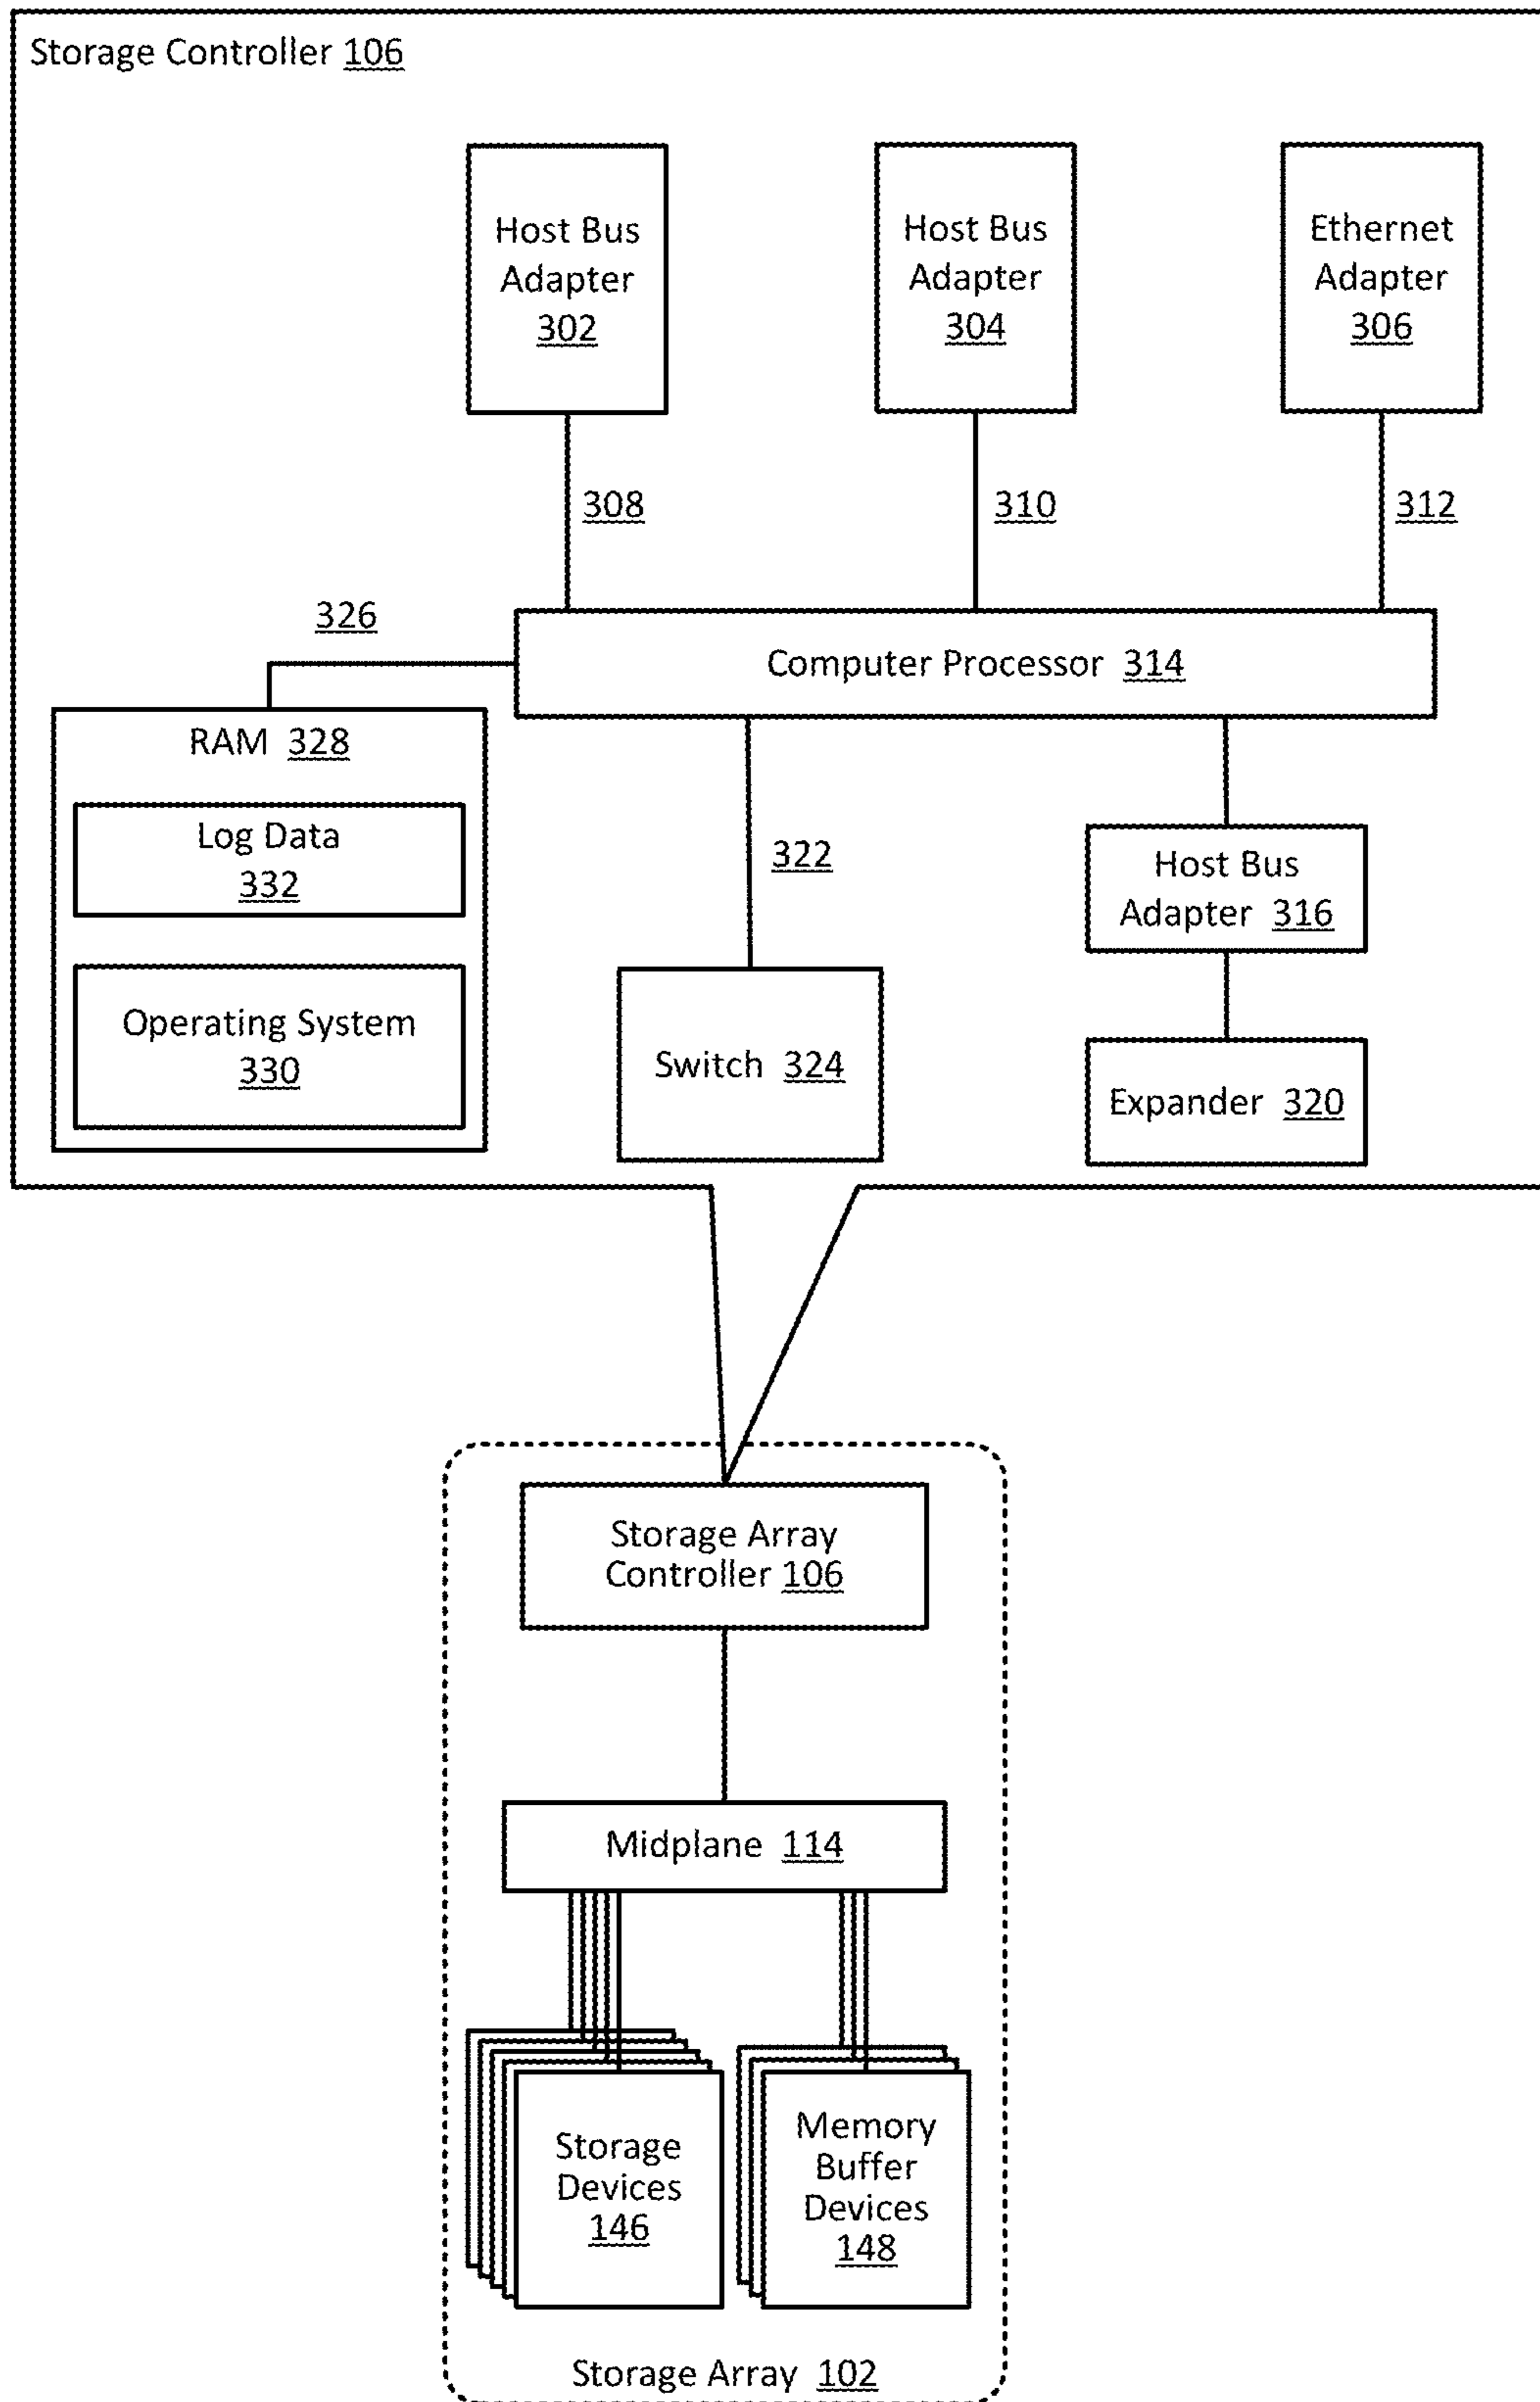 Storage Controller 106
Host Bus
Adapter
302
Host Bus
Adapter
304
Ethernet
Adapter
306
308
310
312
326
Computer Processor 314
RAM 328
Log Data
332
Operating System
330
322
Switch 324
Host Bus
Adapter 316
Expander 320
Storage Array
Controller 106
Midplane 114
Storage
Devices
146
Memory
Buffer
Devices
148
Storage Array 102